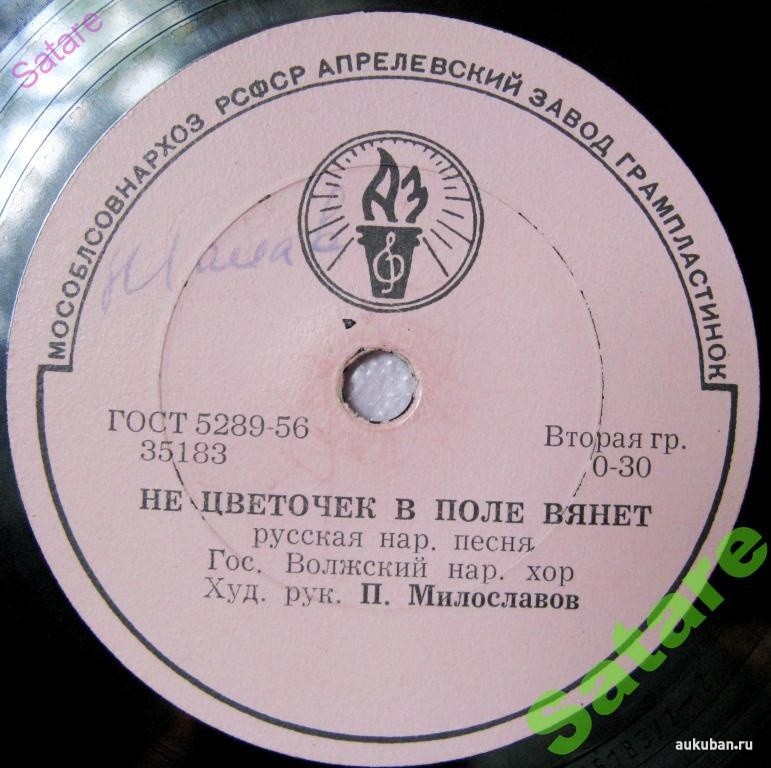 Satare
МОСОБЛСОВНАРХОЗ РСФСР АПРЕЛЕВСКИЙ ЗАВОД ГРАМПЛАСТИНОК
АЗ
ГОСТ 5289-56
35183
Вторая гр.
0-30
НЕ ЦВЕТОЧЕК В ПОЛЕ ВЯНЕТ
русская нар. песня
Гос. Волжский нар. хор
Худ. рук. П. Милославов
Satare
aukuban.ru